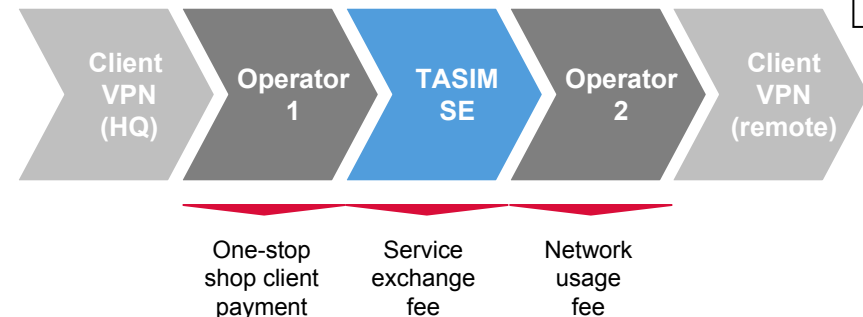 Client
VPN
(HQ)
Operator
1
TASIM
SE
Operator
2
Client
VPN
(remote)
One-stop
shop client
payment
Service
exchange
fee
Network
usage
fee